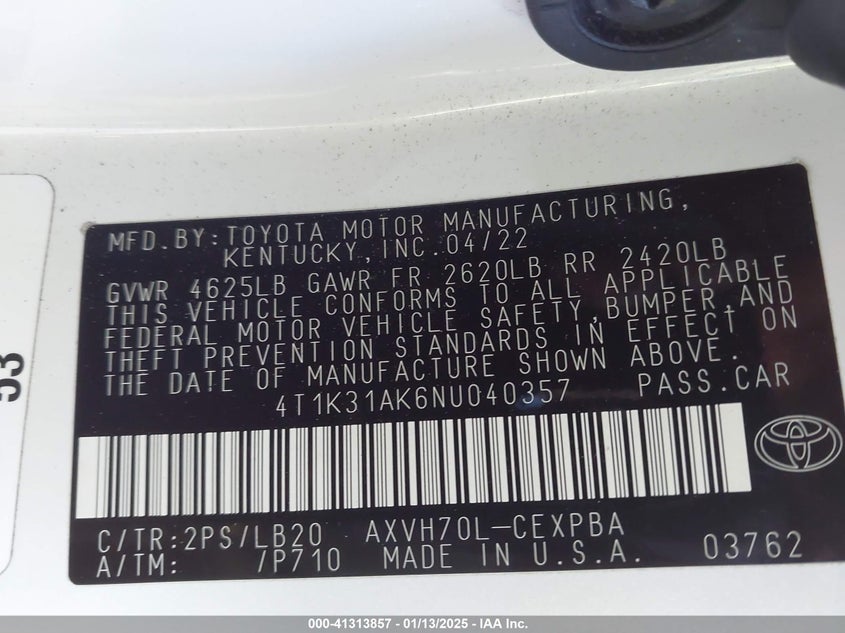 53
MFD.BY:TOYOTA MOTOR MANUFACTURING,
KENTUCKY,INC.04/22
GVWR 4625LB GAWR FR 2620LB RR 2420LB
THIS VEHICLE CONFORMS TO ALL APPLICABLE
FEDERAL MOTOR VEHICLE SAFETY,BUMPER,AND
THEFT PREVENTION STANDARDS IN EFFECT ON
THE DATE OF MANUFACTURE SHOWN ABOVE.
4T1K31AK6NU040357 PASS.CAR
C/TR:2PS/LB20 AXVH70L-CEXPBA
A/TM: /P710 MADE IN U.S.A. 03762
000-41313857 — 01/13/2025 — IAA Inc.